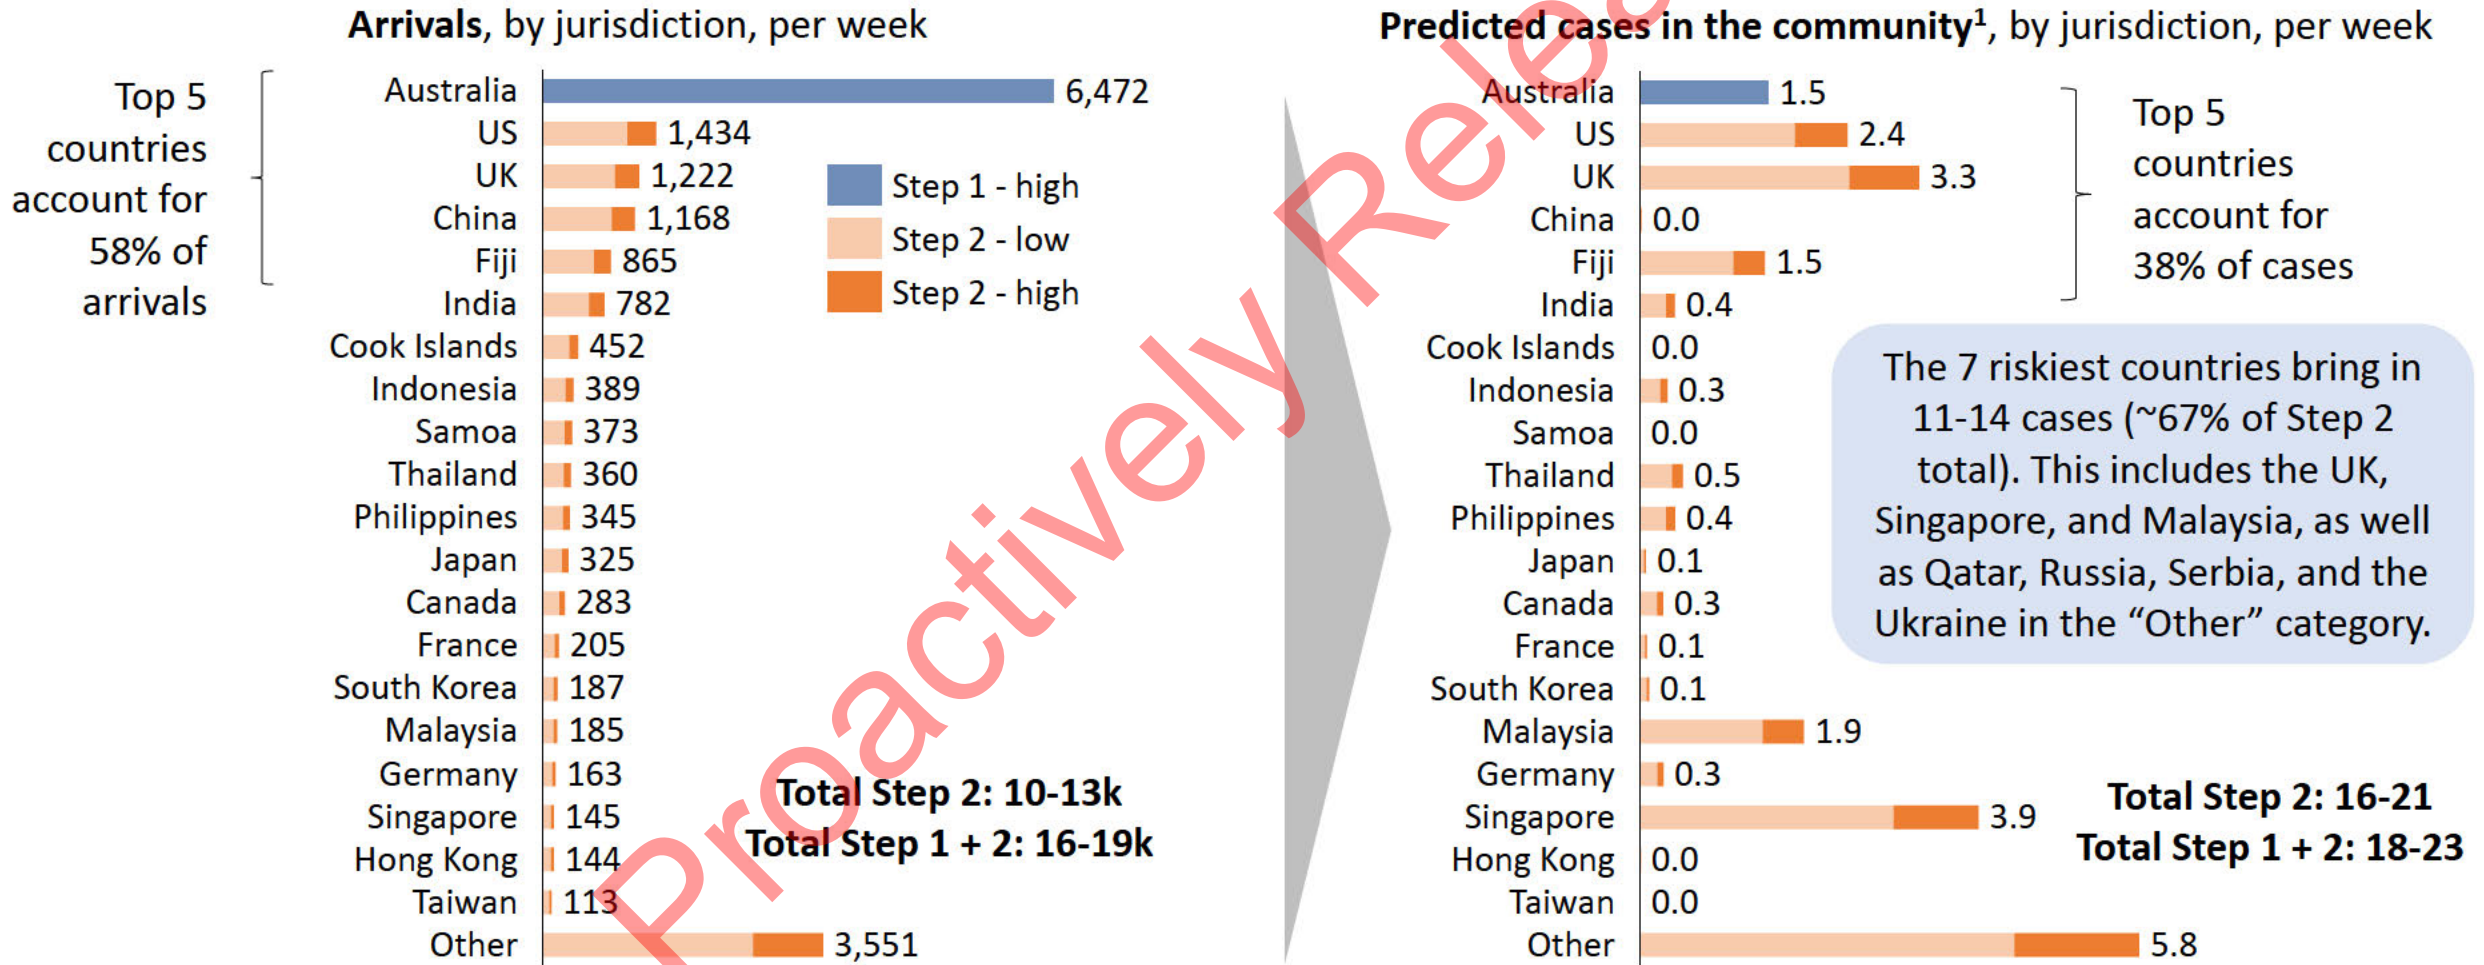 Arrivals, by jurisdiction, per week
Top 5
countries
account for
58% of
arrivals
Australia 6,472
US 1,434
UK 1,222
China 1,168
Fiji 865
India 782
Cook Islands 452
Indonesia 389
Samoa 373
Thailand 360
Philippines 345
Japan 325
Canada 283
France 205
South Korea 187
Malaysia 185
Germany 163
Singapore 145
Hong Kong 144
Taiwan 113
Other 3,551
Step 1 - high
Step 2 - low
Step 2 - high
Total Step 2: 10-13k
Total Step 1 + 2: 16-19k
Predicted cases in the community¹, by jurisdiction, per week
Australia 1.5
US 2.4
UK 3.3
China 0.0
Fiji 1.5
India 0.4
Cook Islands 0.0
Indonesia 0.3
Samoa 0.0
Thailand 0.5
Philippines 0.4
Japan 0.1
Canada 0.3
France 0.1
South Korea 0.1
Malaysia 1.9
Germany 0.3
Singapore 3.9
Hong Kong 0.0
Taiwan 0.0
Other 5.8
Top 5
countries
account for
38% of cases
The 7 riskiest countries bring in
11-14 cases (~67% of Step 2
total). This includes the UK,
Singapore, and Malaysia, as well
as Qatar, Russia, Serbia, and the
Ukraine in the “Other” category.
Total Step 2: 16-21
Total Step 1 + 2: 18-23
Proactively